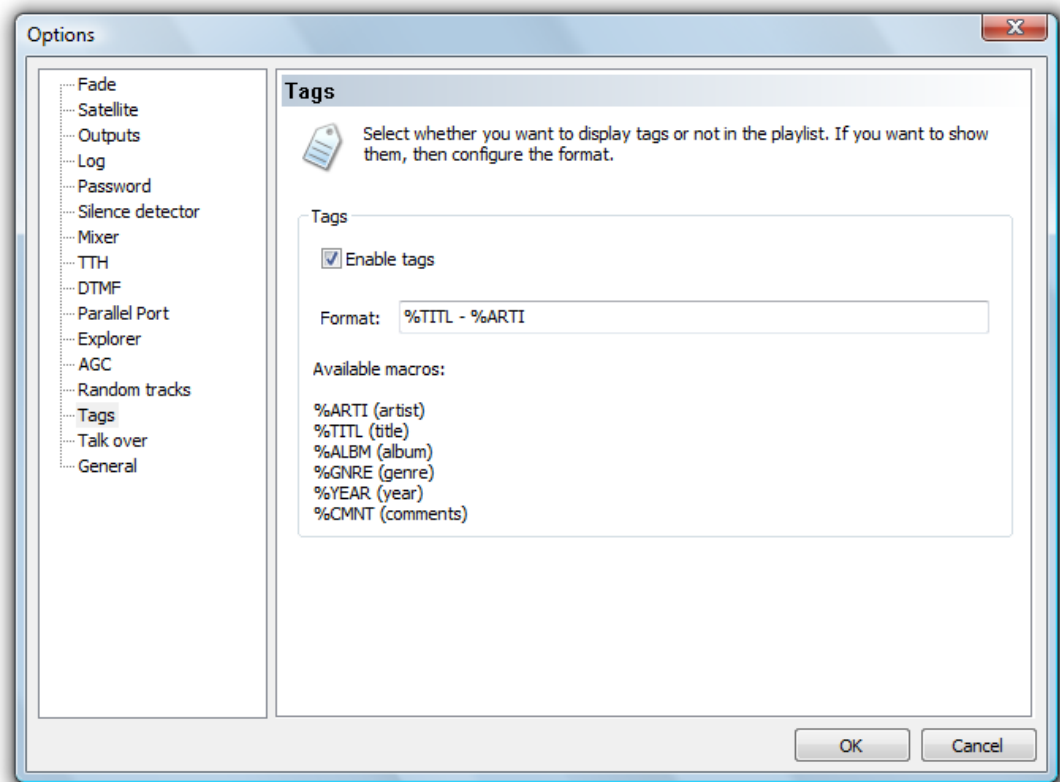 Options
X
Fade
Satellite
Outputs
Log
Password
Silence detector
Mixer
TTH
DTMF
Parallel Port
Explorer
AGC
Random tracks
Tags
Talk over
General
Tags
Select whether you want to display tags or not in the playlist. If you want to show
them, then configure the format.
Tags
Enable tags
Format: %TITL - %ARTI
Available macros:
%ARTI (artist)
%TITL (title)
%ALBM (album)
%GNRE (genre)
%YEAR (year)
%CMNT (comments)
OK Cancel